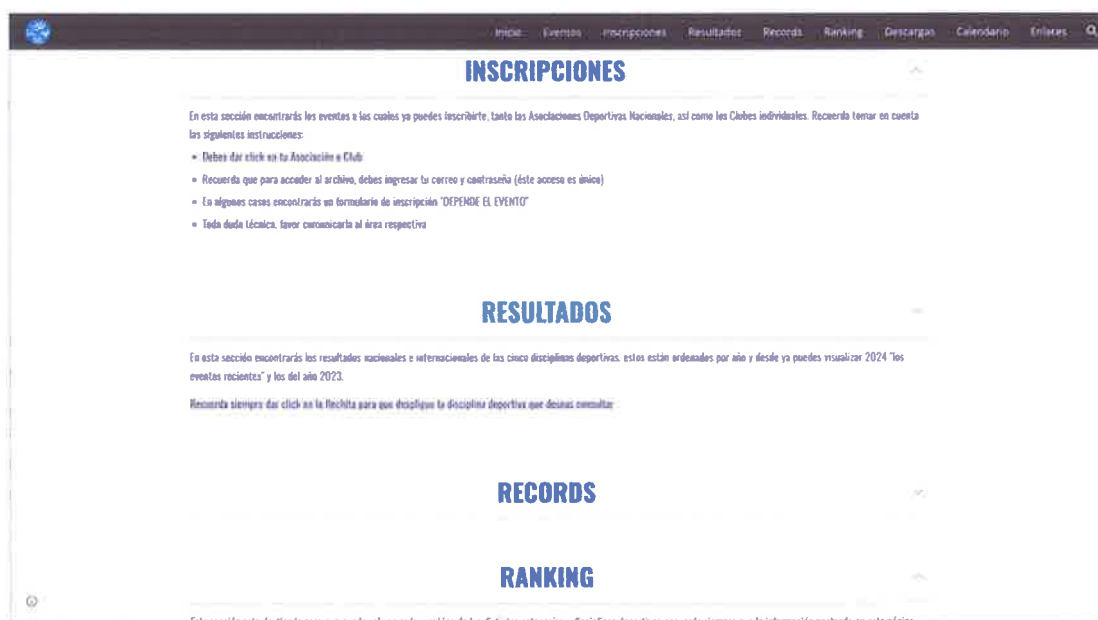 Inicio Eventos Inscripciones Resultados Records Ranking Descargas Calendario Enlaces
INSCRIPCIONES
En esta sección encontrarás los eventos a los cuales ya puedes inscribirte, tanto las Asociaciones Deportivas Nacionales, así como los Clubes individuales. Recuerda tomar en cuenta
las siguientes instrucciones:
• Debes dar click en tu Asociación o Club
• Recuerda que para acceder al archivo, debes ingresar tu correo y contraseña (éste acceso es único)
• En algunos casos encontrarás un formulario de inscripción "DEPENDE EL EVENTO"
• Toda duda técnica, favor comunicarla al área respectiva
RESULTADOS
En esta sección encontrarás los resultados nacionales e internacionales de las cinco disciplinas deportivas, estos están ordenados por año y desde ya puedes visualizar 2024 "los
eventos recientes" y los del año 2023.
Recuerda siempre dar click en la flechita para que despligue la disciplina deportiva que deseas consultar
RECORDS
RANKING